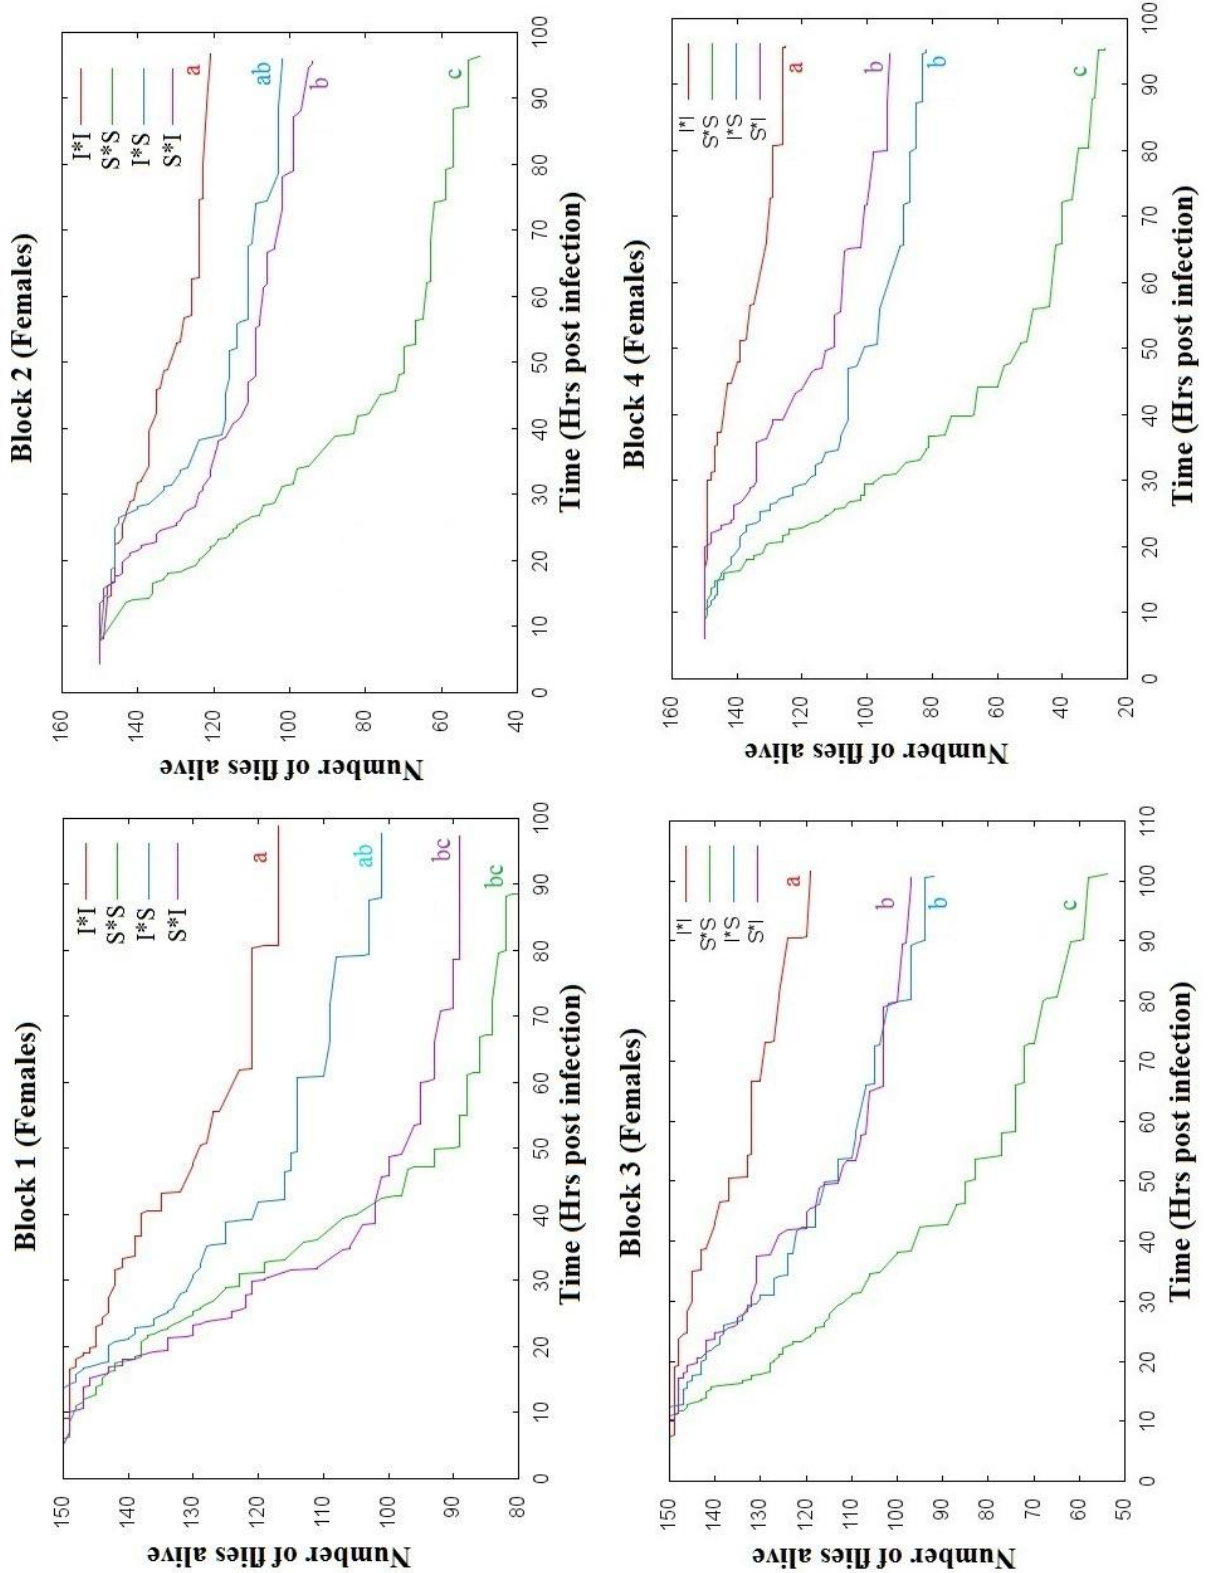 Block 1 (Females)
150
140
130
120
110
100
90
80
Number of flies alive
I*I
S*S
I*S
S*I
a
ab
bc
bc
0 10 20 30 40 50 60 70 80 90 100
Time (Hrs post infection)
Block 2 (Females)
160
140
120
100
80
60
40
Number of flies alive
I*I
S*S
I*S
S*I
a
ab
b
c
0 10 20 30 40 50 60 70 80 90 100
Time (Hrs post infection)
Block 3 (Females)
150
140
130
120
110
100
90
80
70
60
50
Number of flies alive
I*I
S*S
S*I
I*S
a
b
b
c
0 10 20 30 40 50 60 70 80 90 100 110
Time (Hrs post infection)
Block 4 (Females)
160
140
120
100
80
60
40
20
Number of flies alive
I*I
S*S
S*I
I*S
a
b
b
c
0 10 20 30 40 50 60 70 80 90 100
Time (Hrs post infection)